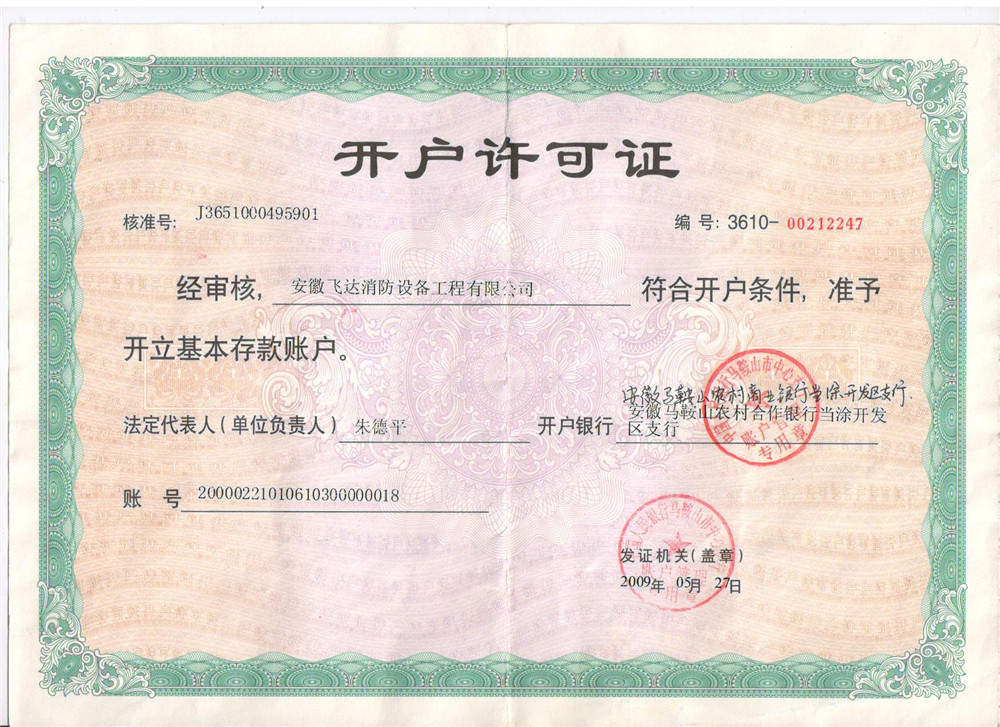 开户许可证
核准号: J3651000495901 编 号: 3610- 00212247
经审核, 安徽飞达消防设备工程有限公司 符合开户条件, 准予
开立基本存款账户。
安徽马鞍山农村商业银行当涂开发区支行.
法定代表人(单位负责人) 朱德平 开户银行 安徽马鞍山农村合作银行当涂开发
区支行
账 号 20000221010610300000018
发证机关(盖章)
2009年 05月 27日